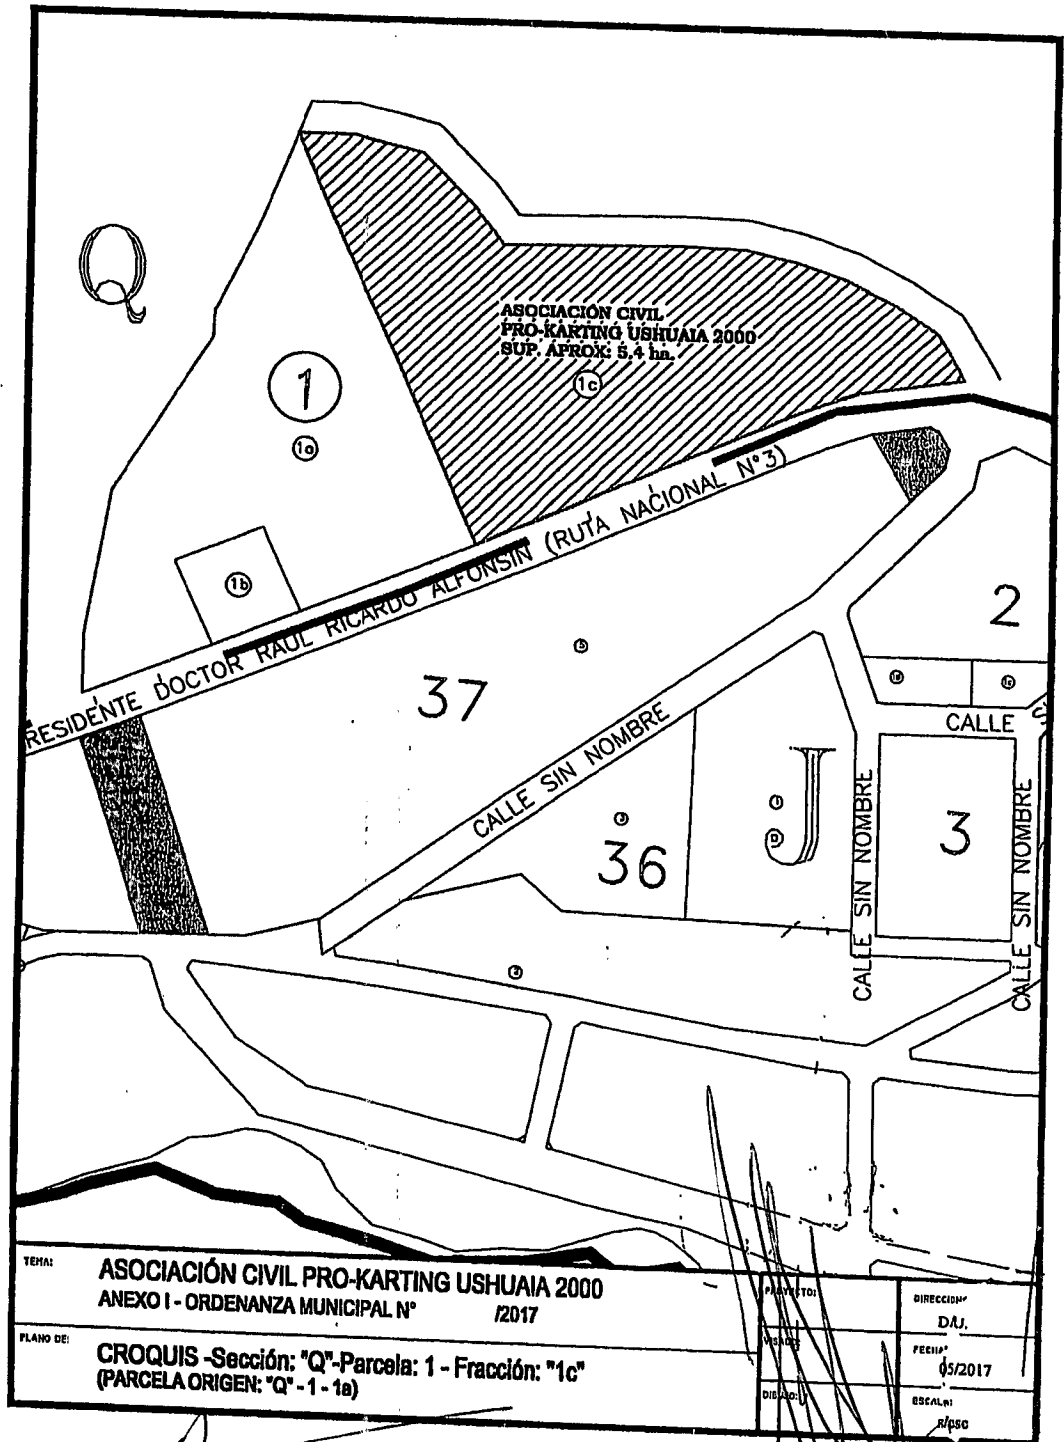 Q
ASOCIACIÓN CIVIL
PRO-KARTING USHUAIA 2000
SUP. APROX: 5,4 ha.
1c
1
1a
1b
RESIDENTE DOCTOR RAUL RICARDO ALFONSIN (RUTA NACIONAL N°3)
2
37
CALLE SIN NOMBRE
CALLE
J
36
3
CALLE SIN NOMBRE
CALLE SIN NOMBRE
TEMA:
ASOCIACIÓN CIVIL PRO-KARTING USHUAIA 2000
ANEXO I - ORDENANZA MUNICIPAL N° /2017
PLANO DE:
CROQUIS -Sección: "Q"-Parcela: 1 - Fracción: "1c"
(PARCELA ORIGEN: "Q" - 1 - 1a)
DIRECCION:
D.U.
FECHA:
05/2017
ESCALA: